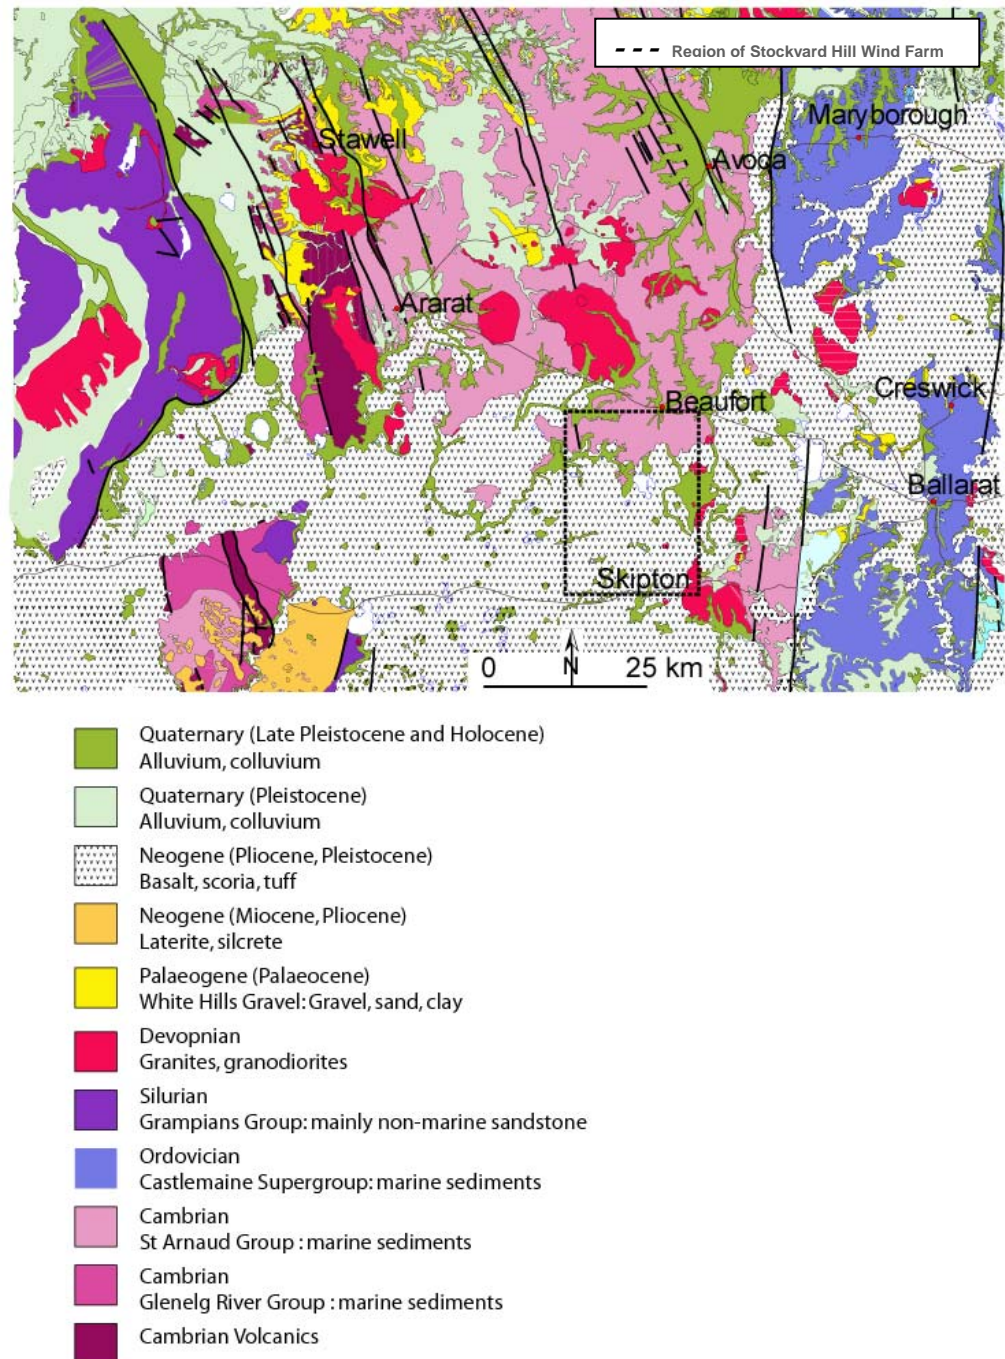 Region of Stockyard Hill Wind Farm
Maryborough
Stawell
Avoca
Ararat
Beaufort
Creswick
Ballarat
Skipton
0 N 25 km
Quaternary (Late Pleistocene and Holocene)
Alluvium, colluvium
Quaternary (Pleistocene)
Alluvium, colluvium
Neogene (Pliocene, Pleistocene)
Basalt, scoria, tuff
Neogene (Miocene, Pliocene)
Laterite, silcrete
Palaeogene (Palaeocene)
White Hills Gravel: Gravel, sand, clay
Devopnian
Granites, granodiorites
Silurian
Grampians Group: mainly non-marine sandstone
Ordovician
Castlemaine Supergroup: marine sediments
Cambrian
St Arnaud Group : marine sediments
Cambrian
Glenelg River Group : marine sediments
Cambrian Volcanics